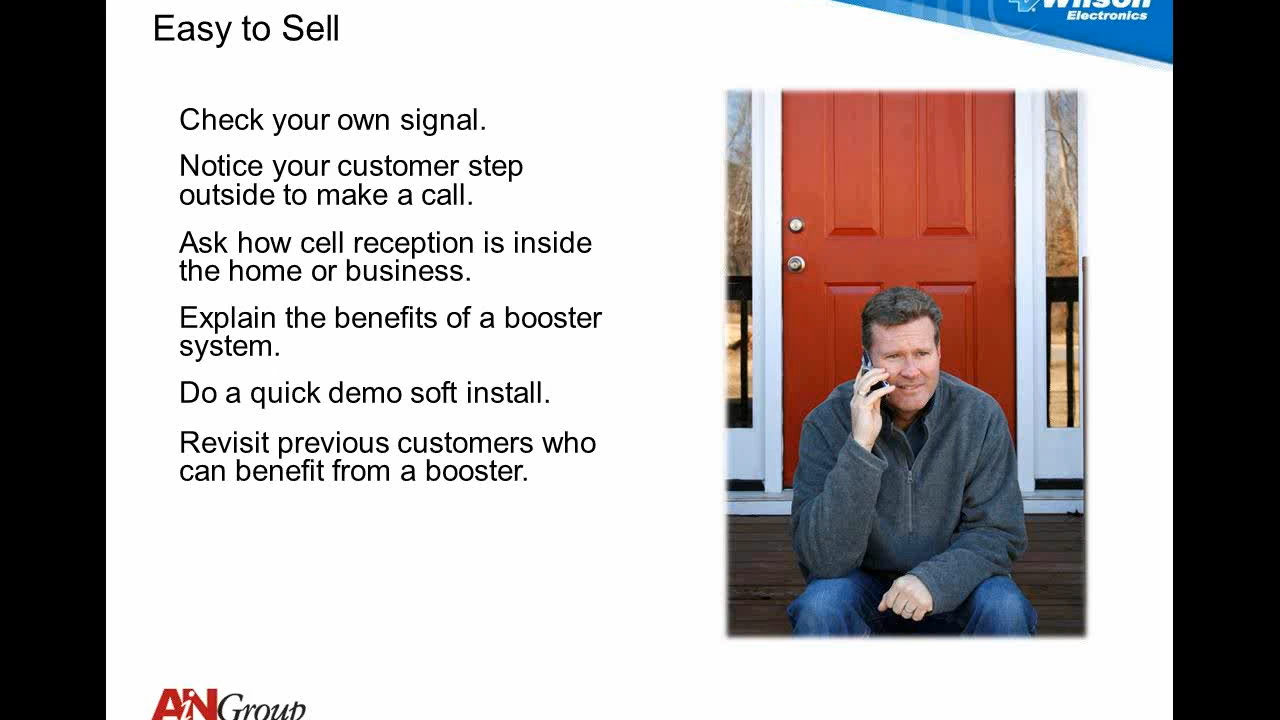 Easy to Sell
Wilson
Electronics
Check your own signal.
Notice your customer step
outside to make a call.
Ask how cell reception is inside
the home or business.
Explain the benefits of a booster
system.
Do a quick demo soft install.
Revisit previous customers who
can benefit from a booster.
AiN Group